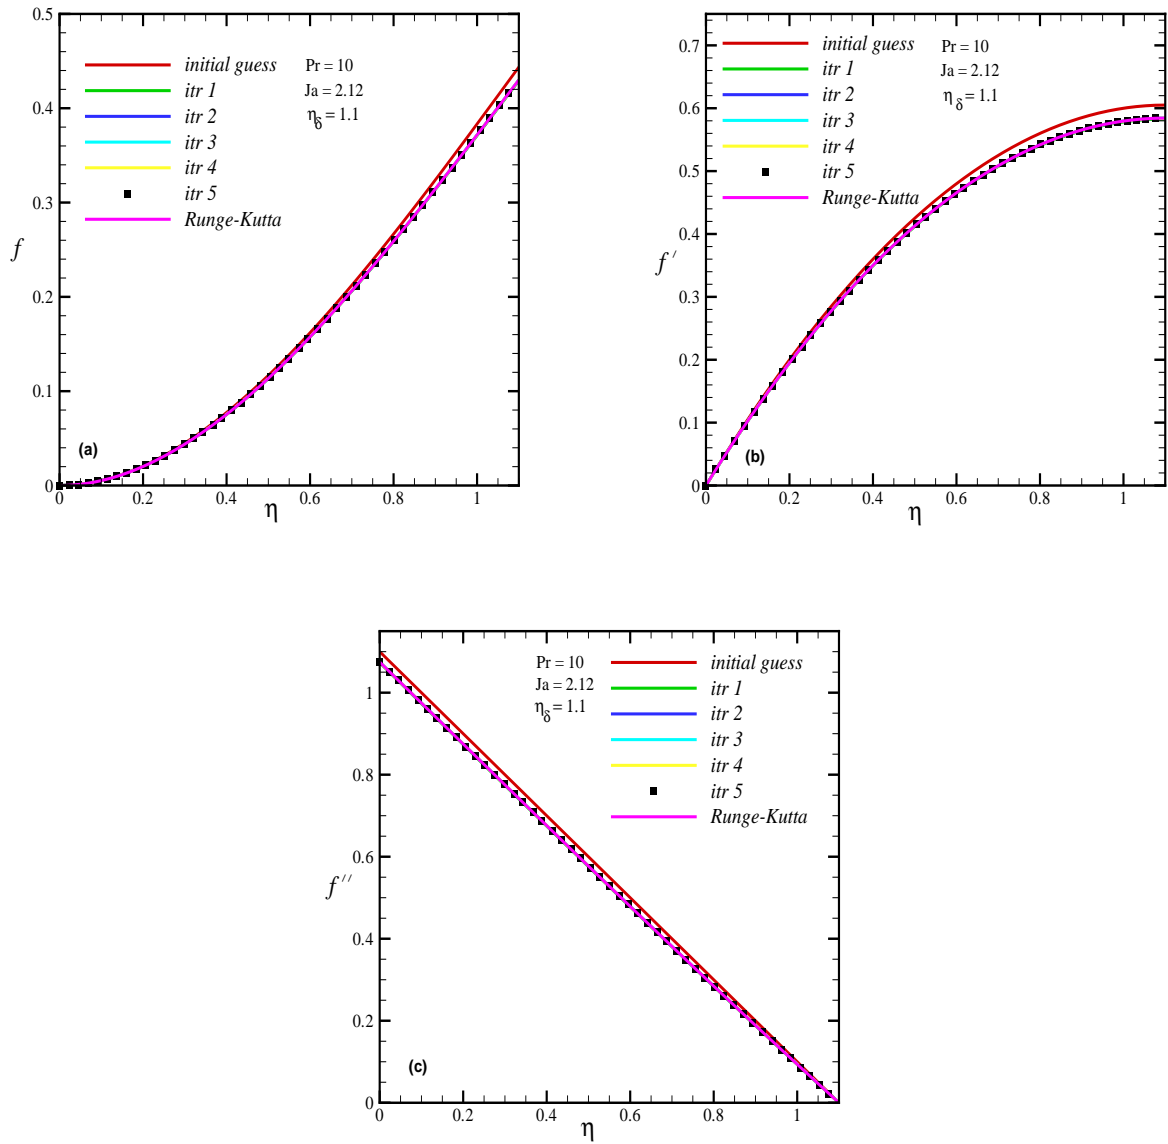 0.5
0.4
0.3
0.2
0.1
0
f
initial guess
itr 1
itr 2
itr 3
itr 4
itr 5
Runge-Kutta
Pr = 10
Ja = 2.12
ηδ = 1.1
(a)
0 0.2 0.4 0.6 0.8 1
η
0.7
0.6
0.5
0.4
0.3
0.2
0.1
0
f′
initial guess
itr 1
itr 2
itr 3
itr 4
itr 5
Runge-Kutta
Pr = 10
Ja = 2.12
ηδ = 1.1
(b)
0 0.2 0.4 0.6 0.8 1
η
1
0.8
0.6
0.4
0.2
0
f′′
Pr = 10
Ja = 2.12
ηδ = 1.1
initial guess
itr 1
itr 2
itr 3
itr 4
itr 5
Runge-Kutta
(c)
0 0.2 0.4 0.6 0.8 1
η